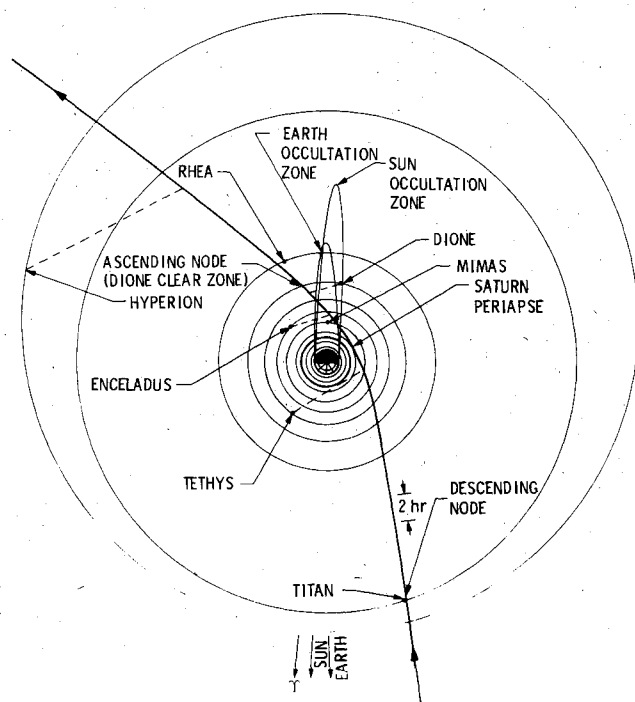 EARTH
OCCULTATION
ZONE
RHEA
SUN
OCCULTATION
ZONE
DIONE
ASCENDING NODE
(DIONE CLEAR ZONE)
HYPERION
MIMAS
SATURN
PERIAPSE
ENCELADUS
TETHYS
2 hr
DESCENDING
NODE
TITAN
SUN
EARTH
♈